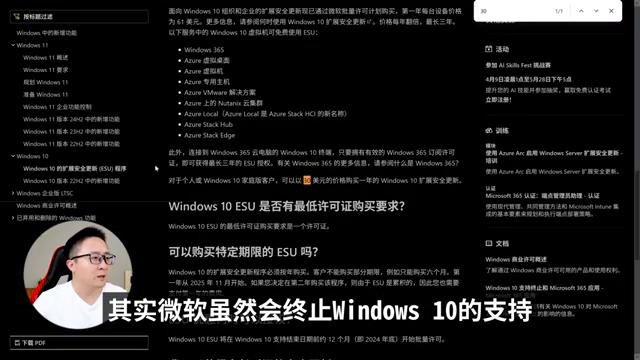 按标题过滤
Windows 中的新增功能
Windows 11
Windows 11 概述
Windows 11 要求
规划 Windows 11
准备 Windows 11
Windows 11 企业功能控制
Windows 11 版本 24H2 中的新增功能
Windows 11 版本 23H2 中的新增功能
Windows 11 版本 22H2 中的新增功能
Windows 10
Windows 10 的扩展安全更新 (ESU) 程序
Windows 10 版本 22H2 中的新增功能
Windows 企业版 LTSC
Windows 商业许可概述
已弃用和删除的 Windows 功能
下载 PDF
面向 Windows 10 组织和企业的扩展安全更新现已通过微软批量许可计划购买，第一年每台设备价格
为 61 美元。更多信息，请参阅何时使用 Windows 10 扩展安全更新。价格每年翻倍，最长三年。
以下服务中的 Windows 10 虚拟机可免费使用 ESU：
Windows 365
Azure 虚拟桌面
Azure 虚拟机
Azure 专用主机
Azure VMware 解决方案
Azure 上的 Nutanix 云集群
Azure Local（Azure Local 是 Azure Stack HCI 的新名称）
Azure Stack Hub
Azure Stack Edge
此外，连接到 Windows 365 云电脑的 Windows 10 终端，只要拥有有效的 Windows 365 订阅许可
证，即可获得最长三年的 ESU 授权。有关 Windows 365 的更多信息，请参阅什么是 Windows 365？
对于个人或 Windows 10 家庭版客户，可以以 30 美元的价格购买一年的 Windows 10 扩展安全更新。
Windows 10 ESU 是否有最低许可证购买要求？
Windows 10 ESU 的最低许可证购买要求是一个许可证。
可以购买特定期限的 ESU 吗？
Windows 10 的扩展安全更新程序必须按年购买。客户不能购买部分期限，例如只能购买六个月。第
一年从 2025 年 11 月开始。如果您决定在第二年购买该程序，则由于 ESU 是累积的，因此您也需要
Windows 10 ESU 将在 Windows 10 支持结束日期前约 12 个月（即 2024 年底）开始批量许可。
30
1/1
活动
参加 AI Skills Fest 挑战赛
4月9日凌晨1点至5月28日下午5点
提升您的 AI 技能并参加抽奖，赢取免费认证考试
立即注册！
训练
模块
使用 Azure Arc 启用 Windows Server 扩展安全更新 -
培训
使用 Azure Arc 启用 Windows Server 扩展安全更新。
认证
Microsoft 365 认证：端点管理员助理 - 认证
使用现代管理、共同管理方法和 Microsoft Intune 集
成的基本要素来规划和执行端点部署策略。
文档
Windows 商业许可概述
了解通过 Windows 商业许可可用的产品和使用权利。
Windows 10 支持终止和 Microsoft 365 应用 -
其实微软虽然会终止Windows 10的支持